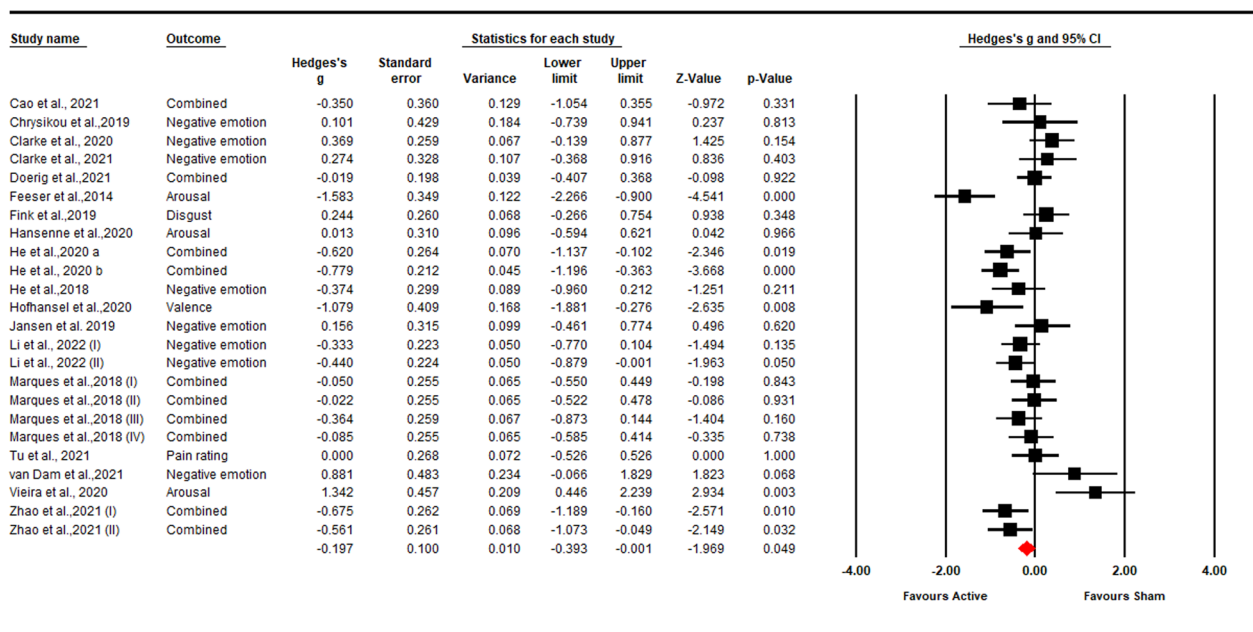 Study name Outcome Statistics for each study Hedges's g and 95% CI
Hedges's Standard Lower Upper
g error Variance limit limit Z-Value p-Value
Cao et al., 2021 Combined -0.350 0.360 0.129 -1.054 0.355 -0.972 0.331
Chrysikou et al.,2019 Negative emotion 0.101 0.429 0.184 -0.739 0.941 0.237 0.813
Clarke et al., 2020 Negative emotion 0.369 0.259 0.067 -0.139 0.877 1.425 0.154
Clarke et al., 2021 Negative emotion 0.274 0.328 0.107 -0.368 0.916 0.836 0.403
Doerig et al.,2021 Combined -0.019 0.198 0.039 -0.407 0.368 -0.098 0.922
Feeser et al.,2014 Arousal -1.583 0.349 0.122 -2.266 -0.900 -4.541 0.000
Fink et al.,2019 Disgust 0.244 0.260 0.068 -0.266 0.754 0.938 0.348
Hansenne et al.,2020 Arousal 0.013 0.310 0.096 -0.594 0.621 0.042 0.966
He et al.,2020 a Combined -0.620 0.264 0.070 -1.137 -0.102 -2.346 0.019
He et al., 2020 b Combined -0.779 0.212 0.045 -1.196 -0.363 -3.668 0.000
He et al.,2018 Negative emotion -0.374 0.299 0.089 -0.960 0.212 -1.251 0.211
Hofhansel et al.,2020 Valence -1.079 0.409 0.168 -1.881 -0.276 -2.635 0.008
Jansen et al. 2019 Negative emotion 0.156 0.315 0.099 -0.461 0.774 0.496 0.620
Li et al., 2022 (I) Negative emotion -0.333 0.223 0.050 -0.770 0.104 -1.494 0.135
Li et al., 2022 (II) Negative emotion -0.440 0.224 0.050 -0.879 -0.001 -1.963 0.050
Marques et al.,2018 (I) Combined -0.050 0.255 0.065 -0.550 0.449 -0.198 0.843
Marques et al.,2018 (II) Combined -0.022 0.255 0.065 -0.522 0.478 -0.086 0.931
Marques et al.,2018 (III) Combined -0.364 0.259 0.067 -0.873 0.144 -1.404 0.160
Marques et al.,2018 (IV) Combined -0.085 0.255 0.065 -0.585 0.414 -0.335 0.738
Tu et al., 2021 Pain rating 0.000 0.268 0.072 -0.526 0.526 0.000 1.000
van Dam et al.,2021 Negative emotion 0.881 0.483 0.234 -0.066 1.829 1.823 0.068
Vieira et al., 2020 Arousal 1.342 0.457 0.209 0.446 2.239 2.934 0.003
Zhao et al.,2021 (I) Combined -0.675 0.262 0.069 -1.189 -0.160 -2.571 0.010
Zhao et al.,2021 (II) Combined -0.561 0.261 0.068 -1.073 -0.049 -2.149 0.032
-0.197 0.100 0.010 -0.393 -0.001 -1.969 0.049
-4.00 -2.00 0.00 2.00 4.00
Favours Active Favours Sham